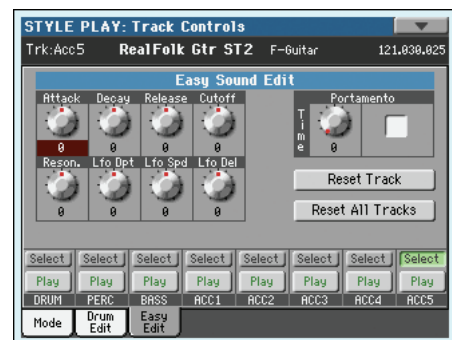 STYLE PLAY: Track Controls
Trk:Acc5 RealFolk Gtr ST2 F-Guitar 121.030.025
Easy Sound Edit
Attack Decay Release Cutoff Portamento
Time
0 0 0 0 0
Reson. Lfo Dpt Lfo Spd Lfo Del
Reset Track
0 0 0 0
Reset All Tracks
Select Select Select Select Select Select Select Select
Play Play Play Play Play Play Play Play
DRUM PERC BASS ACC1 ACC2 ACC3 ACC4 ACC5
Mode Drum Edit Easy Edit